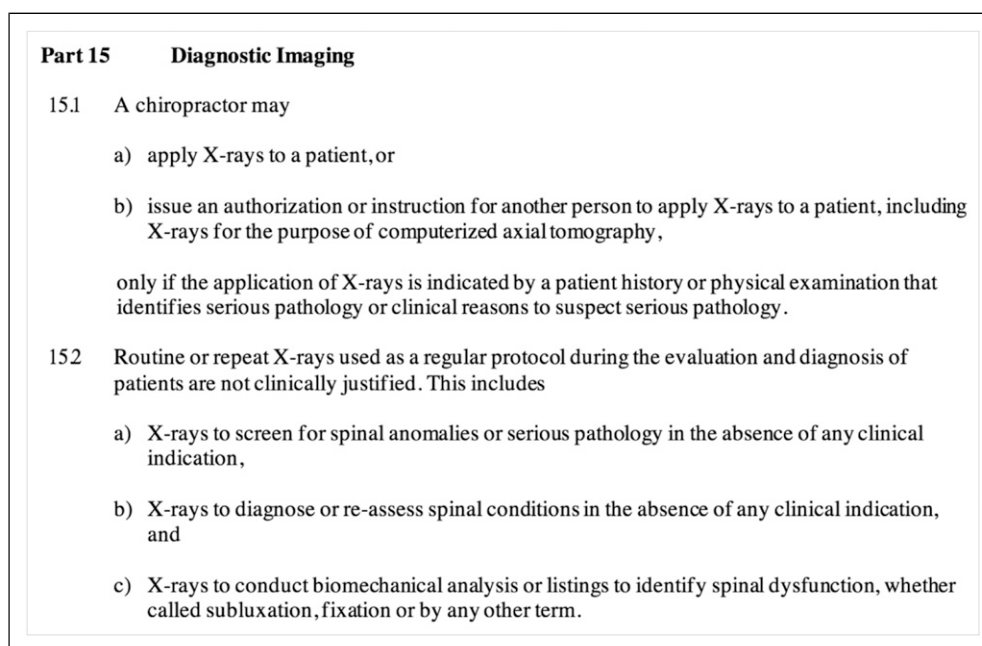 Part 15 Diagnostic Imaging
15.1 A chiropractor may
a) apply X-rays to a patient, or
b) issue an authorization or instruction for another person to apply X-rays to a patient, including
X-rays for the purpose of computerized axial tomography,
only if the application of X-rays is indicated by a patient history or physical examination that
identifies serious pathology or clinical reasons to suspect serious pathology.
15.2 Routine or repeat X-rays used as a regular protocol during the evaluation and diagnosis of
patients are not clinically justified. This includes
a) X-rays to screen for spinal anomalies or serious pathology in the absence of any clinical
indication,
b) X-rays to diagnose or re-assess spinal conditions in the absence of any clinical indication,
and
c) X-rays to conduct biomechanical analysis or listings to identify spinal dysfunction, whether
called subluxation, fixation or by any other term.